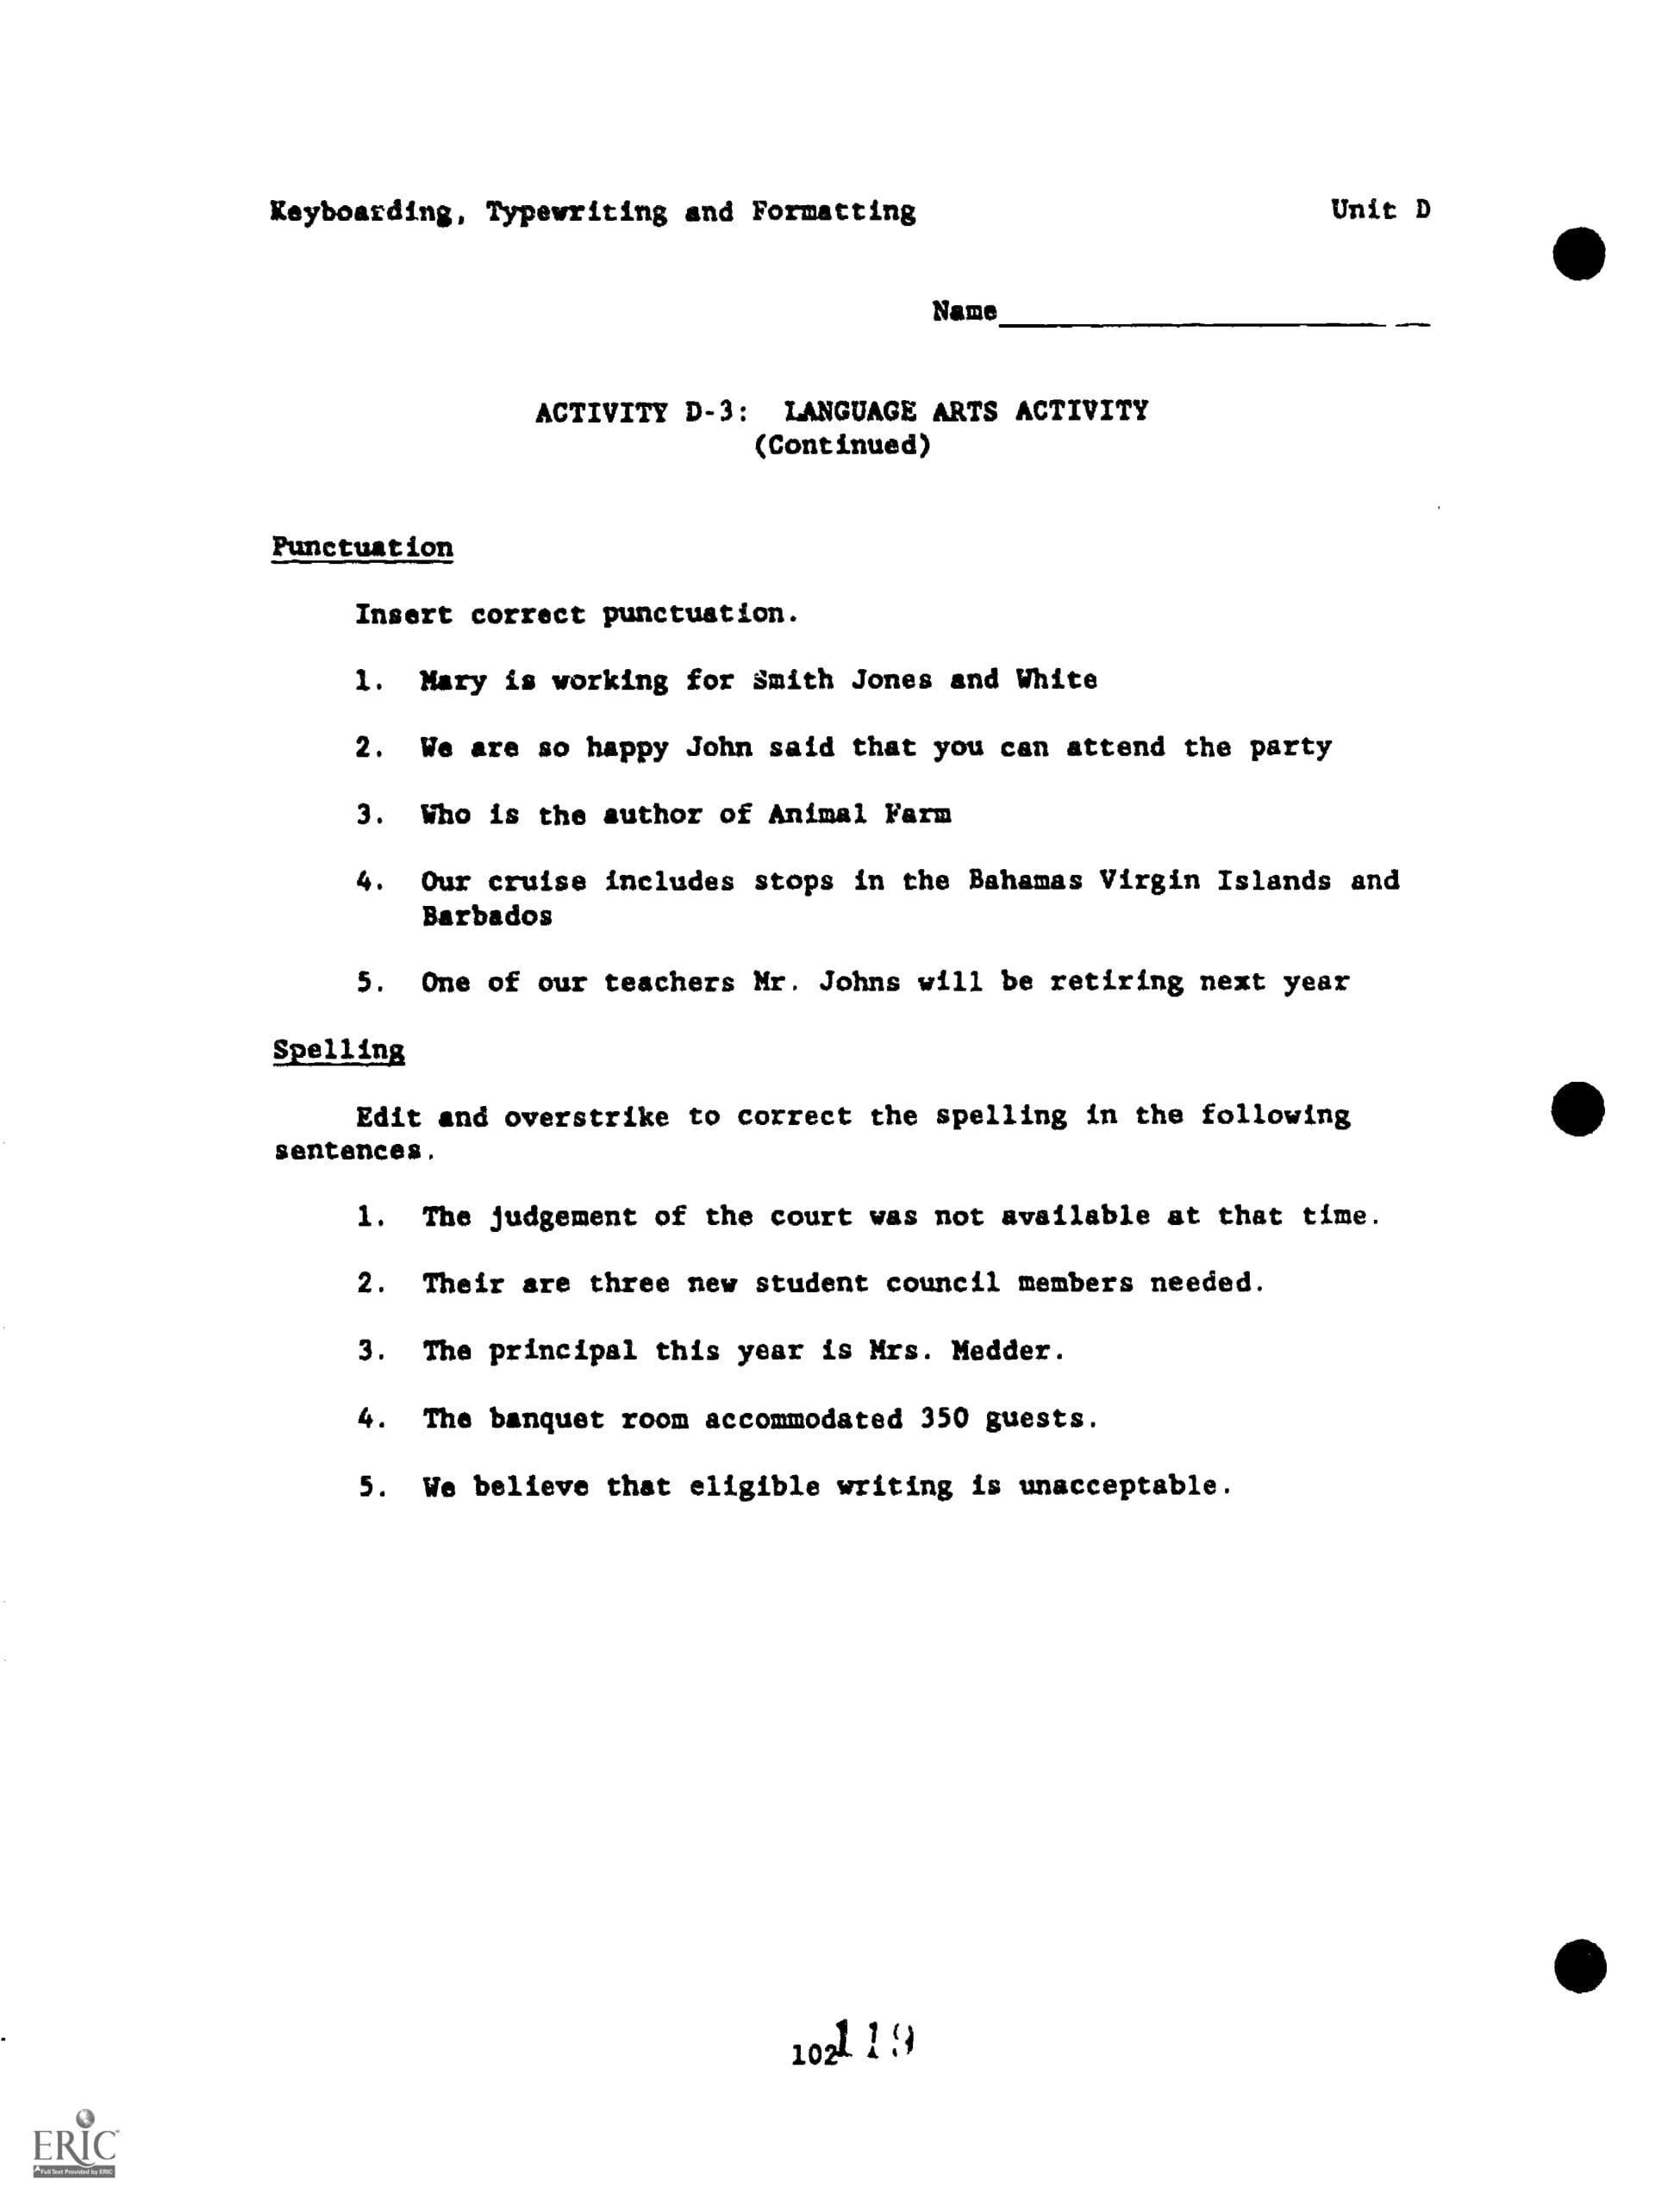 Keyboarding, Typewriting and Formatting Unit D
Name
ACTIVITY D-3: LANGUAGE ARTS ACTIVITY
(Continued)
Punctuation
Insert correct punctuation.
1. Mary is working for Smith Jones and White
2. We are so happy John said that you can attend the party
3. Who is the author of Animal Farm
4. Our cruise includes stops in the Bahamas Virgin Islands and
Barbados
5. One of our teachers Mr. Johns will be retiring next year
Spelling
Edit and overstrike to correct the spelling in the following
sentences.
1. The judgement of the court was not available at that time.
2. Their are three new student council members needed.
3. The principal this year is Mrs. Medder.
4. The banquet room accommodated 350 guests.
5. We believe that eligible writing is unacceptable.
102 119
ERIC
Full Text Provided by ERIC